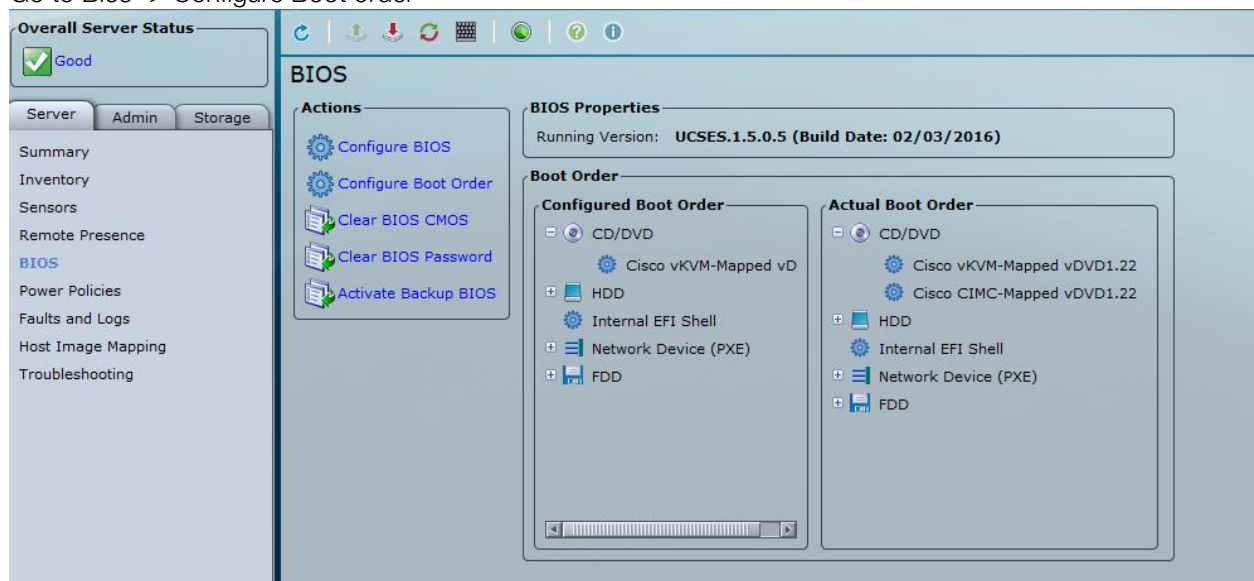 Go to Bios -> Configure Boot order
Overall Server Status
Good
Server Admin Storage
Summary
Inventory
Sensors
Remote Presence
BIOS
Power Policies
Faults and Logs
Host Image Mapping
Troubleshooting
BIOS
Actions
Configure BIOS
Configure Boot Order
Clear BIOS CMOS
Clear BIOS Password
Activate Backup BIOS
BIOS Properties
Running Version: UCSES.1.5.0.5 (Build Date: 02/03/2016)
Boot Order
Configured Boot Order
CD/DVD
Cisco vKVM-Mapped vD
HDD
Internal EFI Shell
Network Device (PXE)
FDD
Actual Boot Order
CD/DVD
Cisco vKVM-Mapped vDVD1.22
Cisco CIMC-Mapped vDVD1.22
HDD
Internal EFI Shell
Network Device (PXE)
FDD